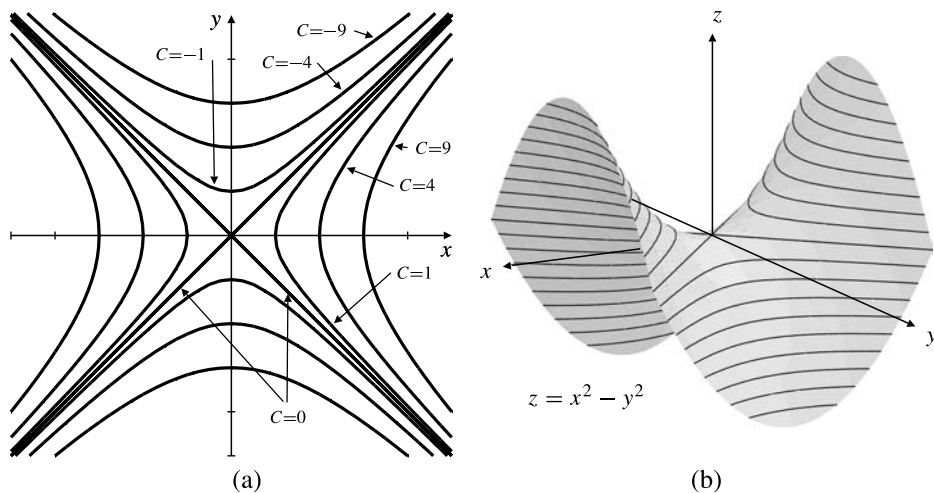 y
C=−9
C=−1
C=−4
C=9
C=4
x
C=1
C=0
(a)
z
x
y
z = x² − y²
(b)